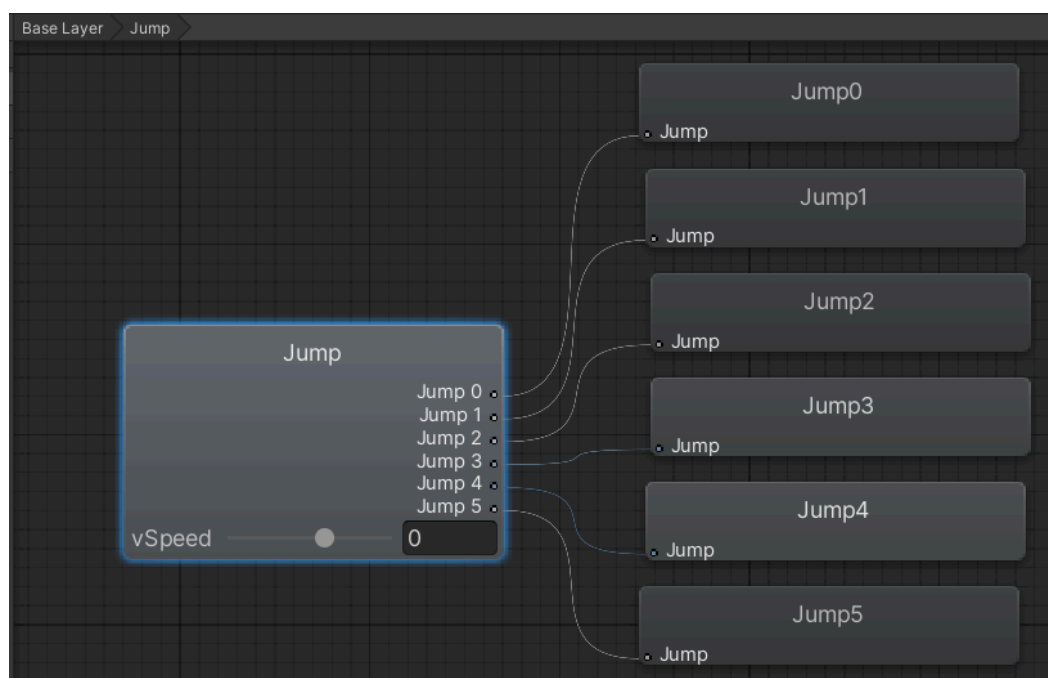 Base Layer Jump
Jump0
Jump
Jump1
Jump
Jump2
Jump
Jump
Jump 0
Jump 1
Jump 2
Jump 3
Jump 4
Jump 5
vSpeed 0
Jump3
Jump
Jump4
Jump
Jump5
Jump